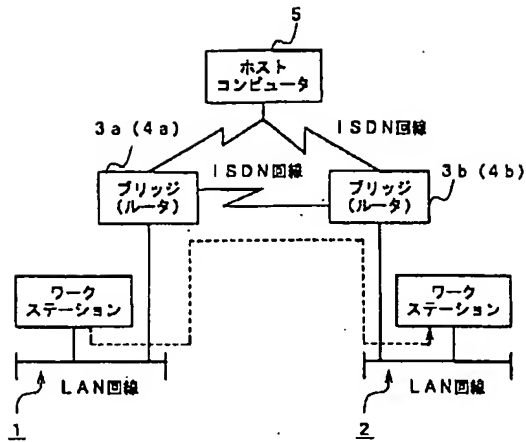 5
ホスト
コンピュータ
3a (4a)
ISDN回線
ISDN回線
ブリッジ
(ルータ)
ブリッジ
(ルータ)
3b (4b)
ワーク
ステーション
ワーク
ステーション
LAN回線
LAN回線
1
2